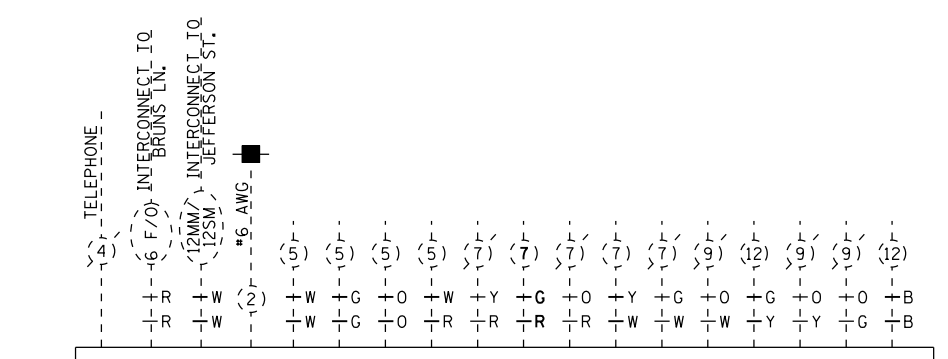 TELEPHONE
INTERCONNECT TO
BRUNS LN.
INTERCONNECT TO
JEFFERSON ST.
#6 AWG
(4) (6 F/O) (12MM/
12SM) (5) (5) (5) (5) (7) (7) (7) (7) (7) (9) (12) (9) (9) (12)
R W (2) W G O W Y G O Y G O G O O B
R W W G O R R R R W W W Y Y G B